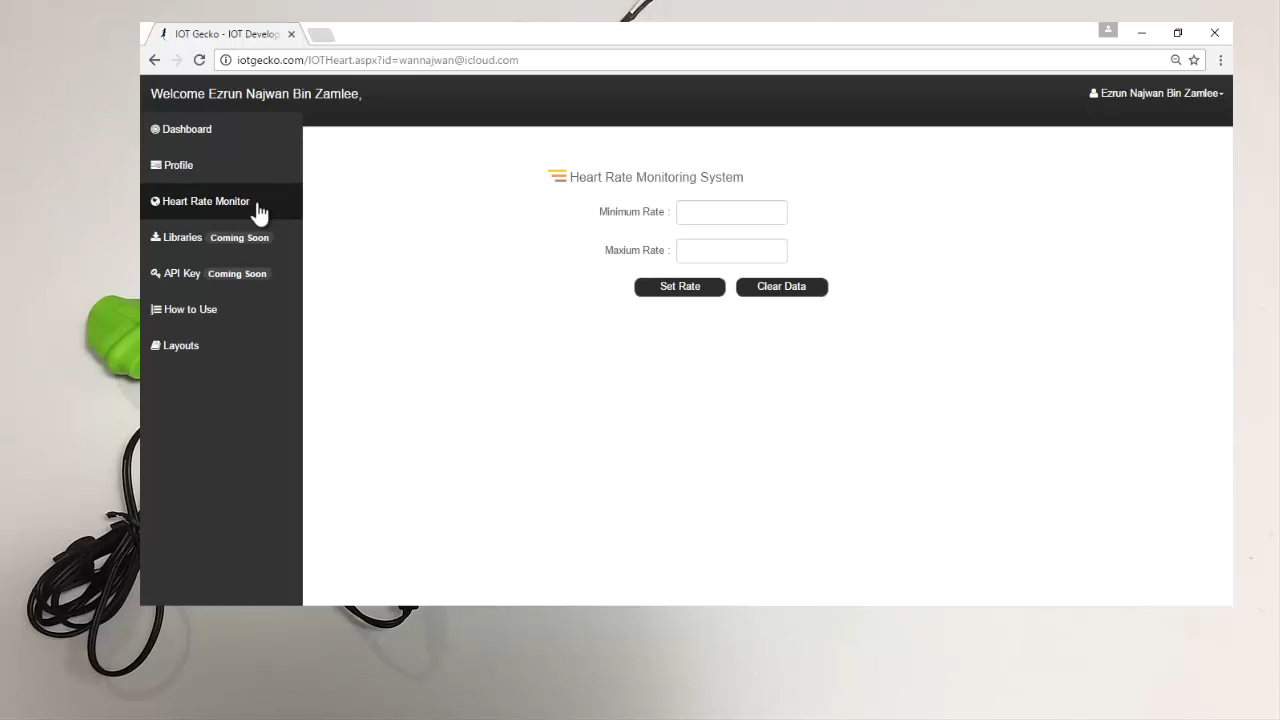 IOT Gecko - IOT Develop
iotgecko.com/IOTHeart.aspx?id=wannajwan@icloud.com
Welcome Ezrun Najwan Bin Zamlee,
Ezrun Najwan Bin Zamlee
Dashboard
Profile
Heart Rate Monitor
Libraries Coming Soon
API Key Coming Soon
How to Use
Layouts
Heart Rate Monitoring System
Minimum Rate :
Maxium Rate :
Set Rate Clear Data